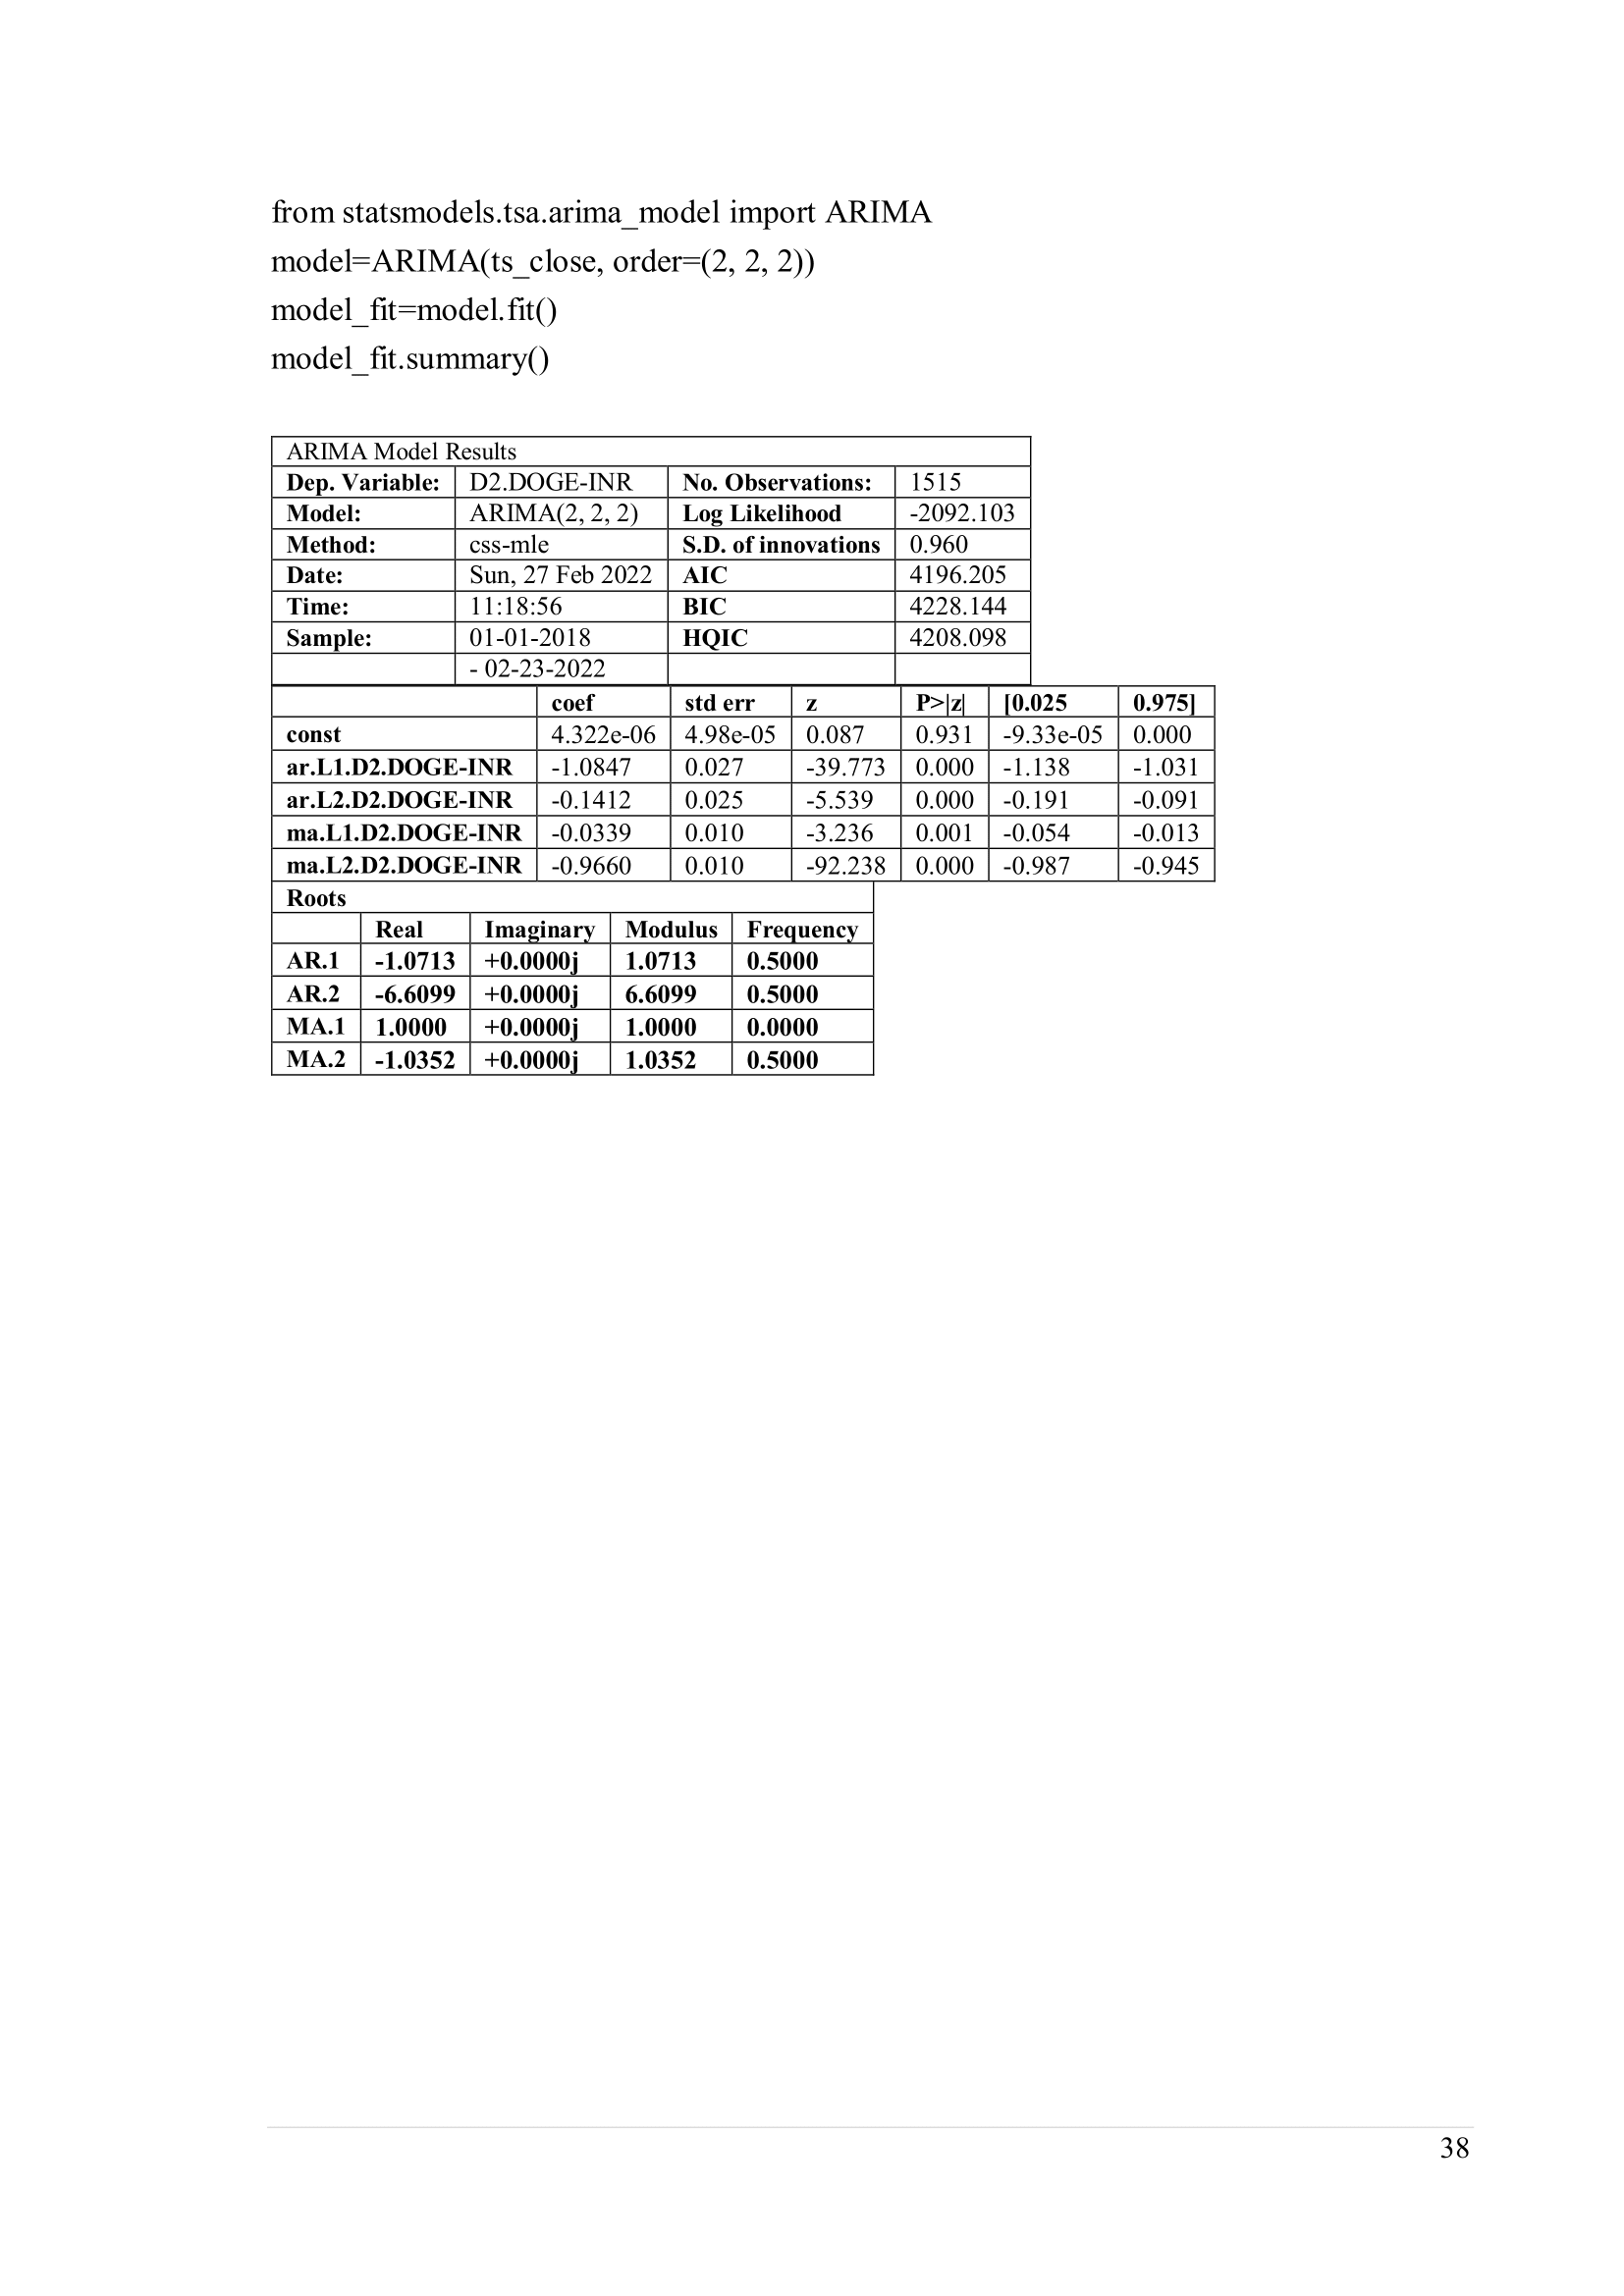 from statsmodels.tsa.arima_model import ARIMA
model=ARIMA(ts_close, order=(2, 2, 2))
model_fit=model.fit()
model_fit.summary()
ARIMA Model Results
Dep. Variable: D2.DOGE-INR No. Observations: 1515
Model: ARIMA(2, 2, 2) Log Likelihood -2092.103
Method: css-mle S.D. of innovations 0.960
Date: Sun, 27 Feb 2022 AIC 4196.205
Time: 11:18:56 BIC 4228.144
Sample: 01-01-2018 HQIC 4208.098
- 02-23-2022
coef std err z P>|z| [0.025 0.975]
const 4.322e-06 4.98e-05 0.087 0.931 -9.33e-05 0.000
ar.L1.D2.DOGE-INR -1.0847 0.027 -39.773 0.000 -1.138 -1.031
ar.L2.D2.DOGE-INR -0.1412 0.025 -5.539 0.000 -0.191 -0.091
ma.L1.D2.DOGE-INR -0.0339 0.010 -3.236 0.001 -0.054 -0.013
ma.L2.D2.DOGE-INR -0.9660 0.010 -92.238 0.000 -0.987 -0.945
Roots
Real Imaginary Modulus Frequency
AR.1 -1.0713 +0.0000j 1.0713 0.5000
AR.2 -6.6099 +0.0000j 6.6099 0.5000
MA.1 1.0000 +0.0000j 1.0000 0.0000
MA.2 -1.0352 +0.0000j 1.0352 0.5000
38